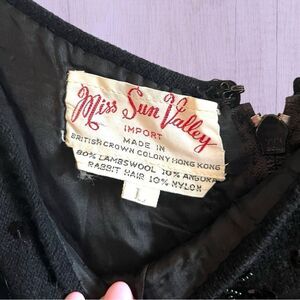 Miss Sun Valley
IMPORT
MADE IN
BRITISH CROWN COLONY HONG KONG
80% LAMBSWOOL 10% ANGORA
RABBIT HAIR 10% NYLON
L